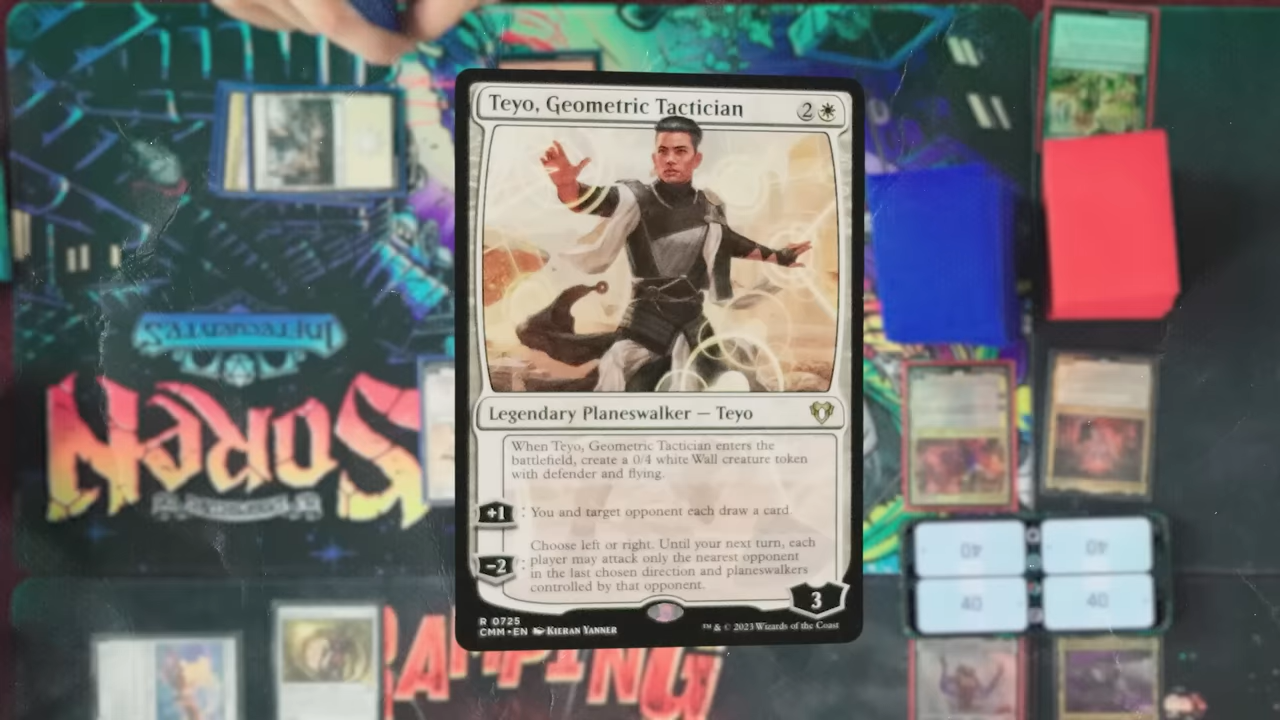 Teyo, Geometric Tactician 2
Legendary Planeswalker — Teyo
When Teyo, Geometric Tactician enters the
battlefield, create a 0/4 white Wall creature token
with defender and flying.
+1 : You and target opponent each draw a card.
−2 : Choose left or right. Until your next turn, each
player may attack only the nearest opponent
in the last chosen direction and planeswalkers
controlled by that opponent.
3
R 0725
CMM • EN Kieran Yanner
™ & © 2023 Wizards of the Coast
INFRECUENTES
NAROS
40 40
40 40
RAMPING